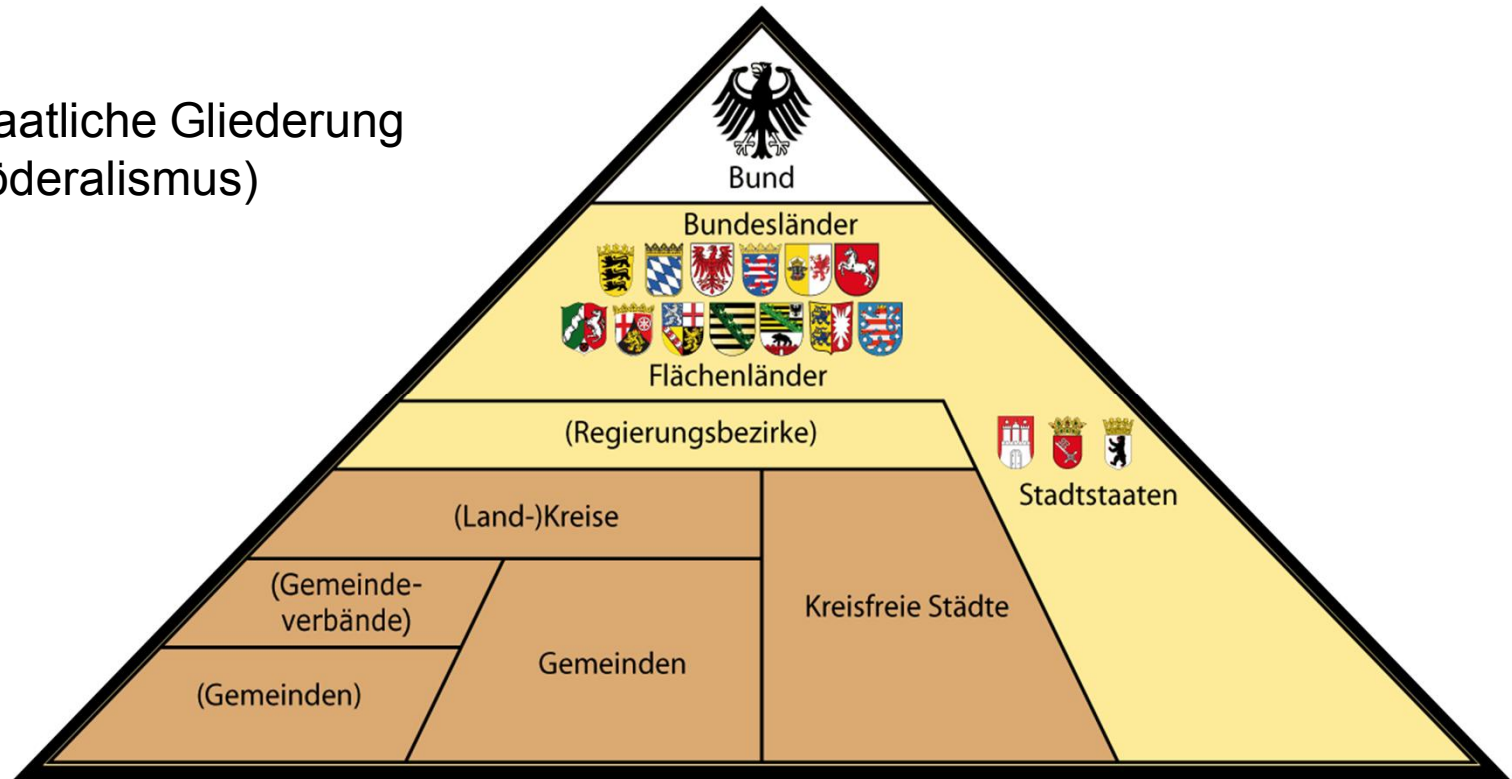 aatliche Gliederung
öderalismus)
Bund
Bundesländer
Flächenländer
(Regierungsbezirke)
Stadtstaaten
(Land-)Kreise
(Gemeinde-
verbände)
Kreisfreie Städte
Gemeinden
(Gemeinden)